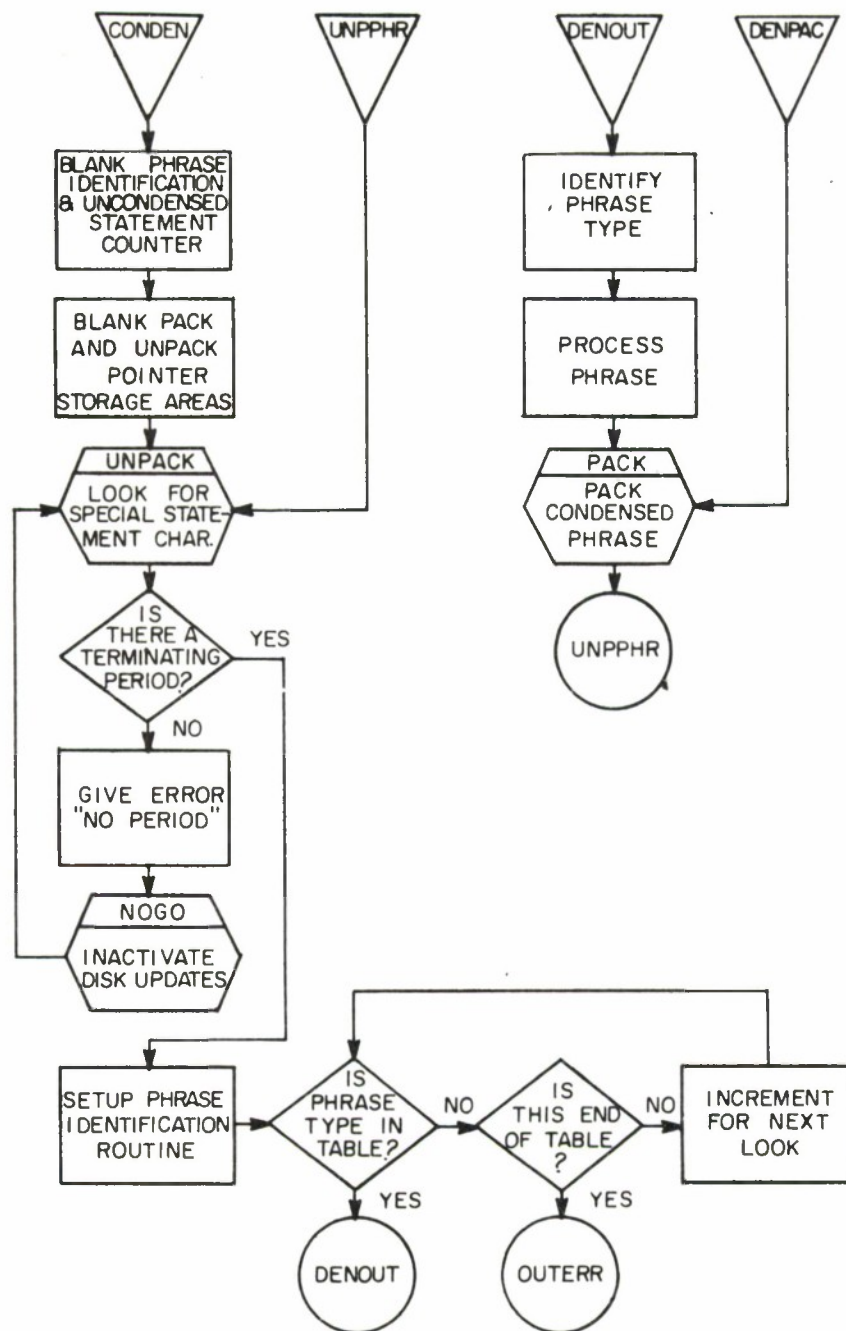 CONDEN
UNPPHR
DENOUT
DENPAC
BLANK PHRASE
IDENTIFICATION
& UNCONDENSED
STATEMENT
COUNTER
IDENTIFY
PHRASE
TYPE
BLANK PACK
AND UNPACK
POINTER
STORAGE AREAS
PROCESS
PHRASE
UNPACK
LOOK FOR
SPECIAL STATE-
MENT CHAR.
PACK
PACK
CONDENSED
PHRASE
IS
THERE A
TERMINATING
PERIOD?
YES
NO
UNPPHR
GIVE ERROR
"NO PERIOD"
NOGO
INACTIVATE
DISK UPDATES
SETUP PHRASE
IDENTIFICATION
ROUTINE
IS
PHRASE
TYPE IN
TABLE?
NO
YES
IS
THIS END
OF TABLE
?
NO
YES
INCREMENT
FOR NEXT
LOOK
DENOUT
OUTERR